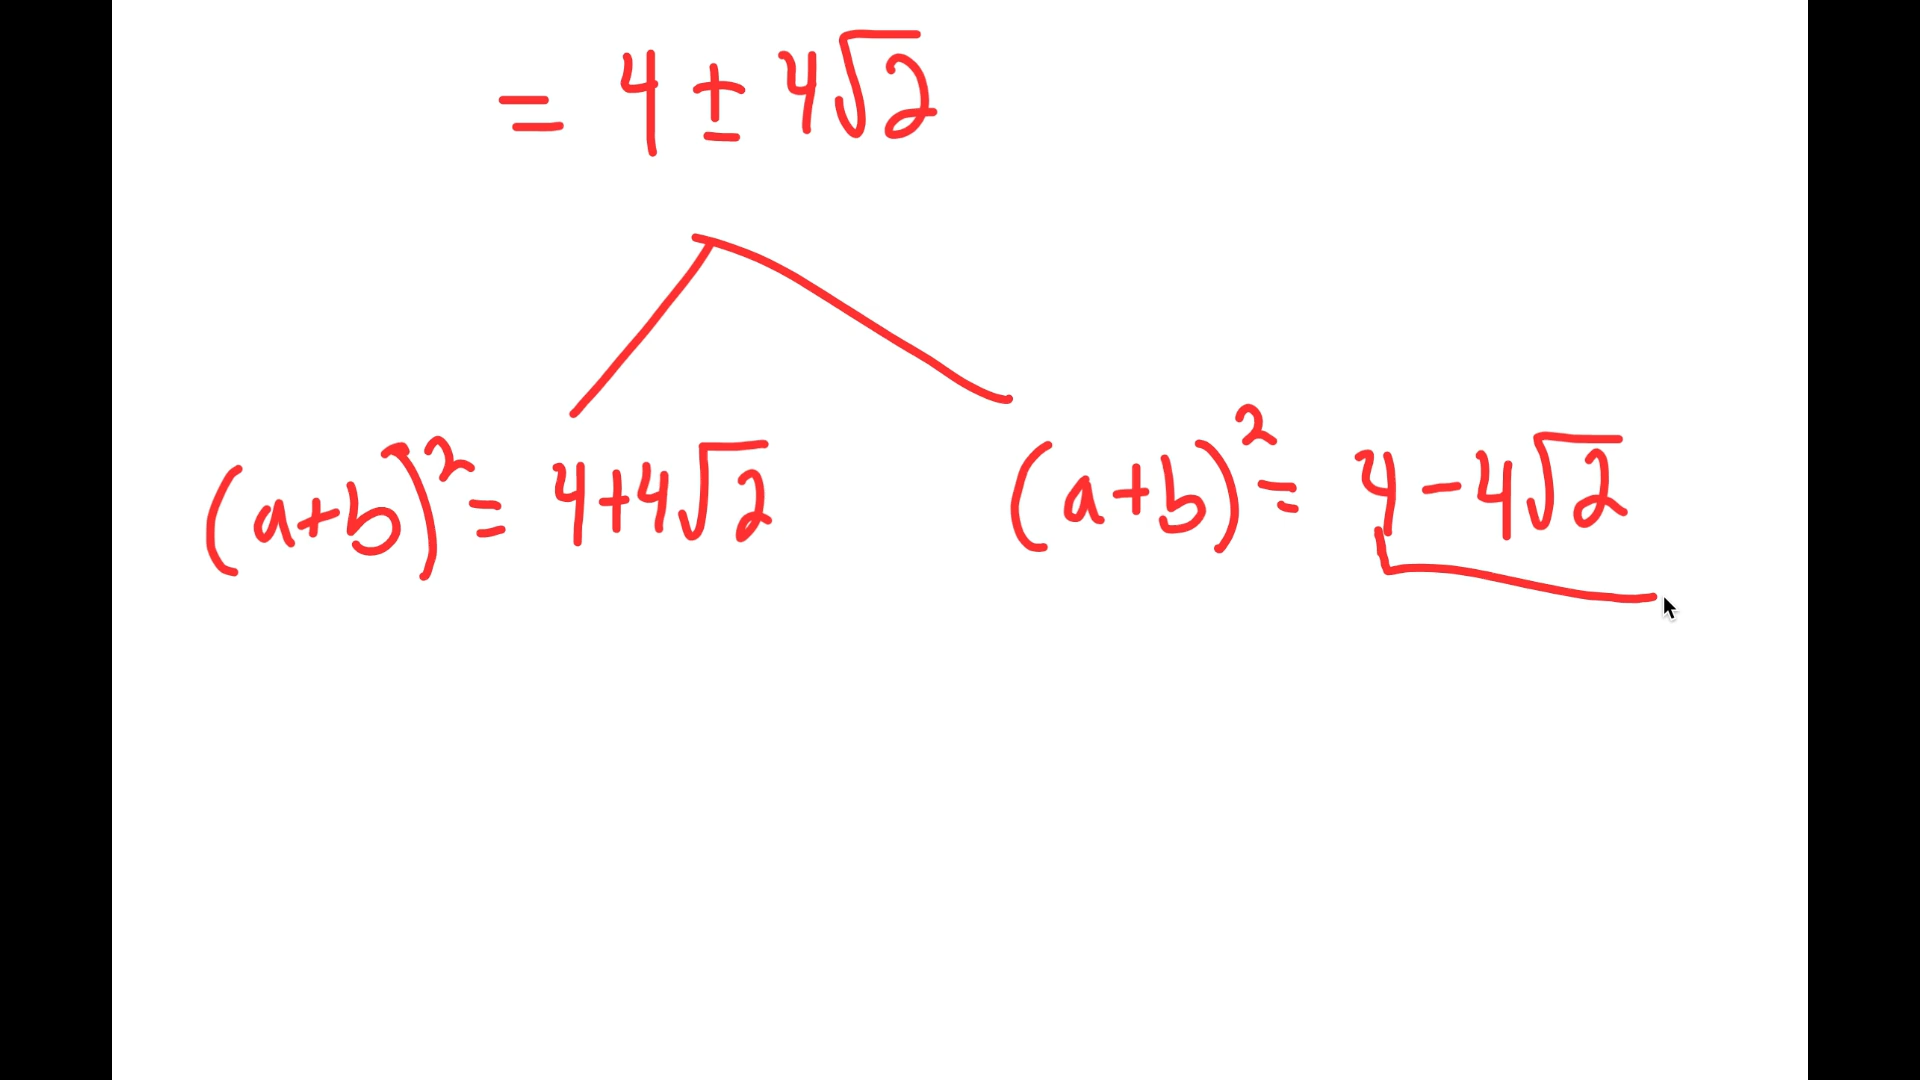 = 4 ± 4√2
(a+b)² = 4+4√2
(a+b)² = 4-4√2